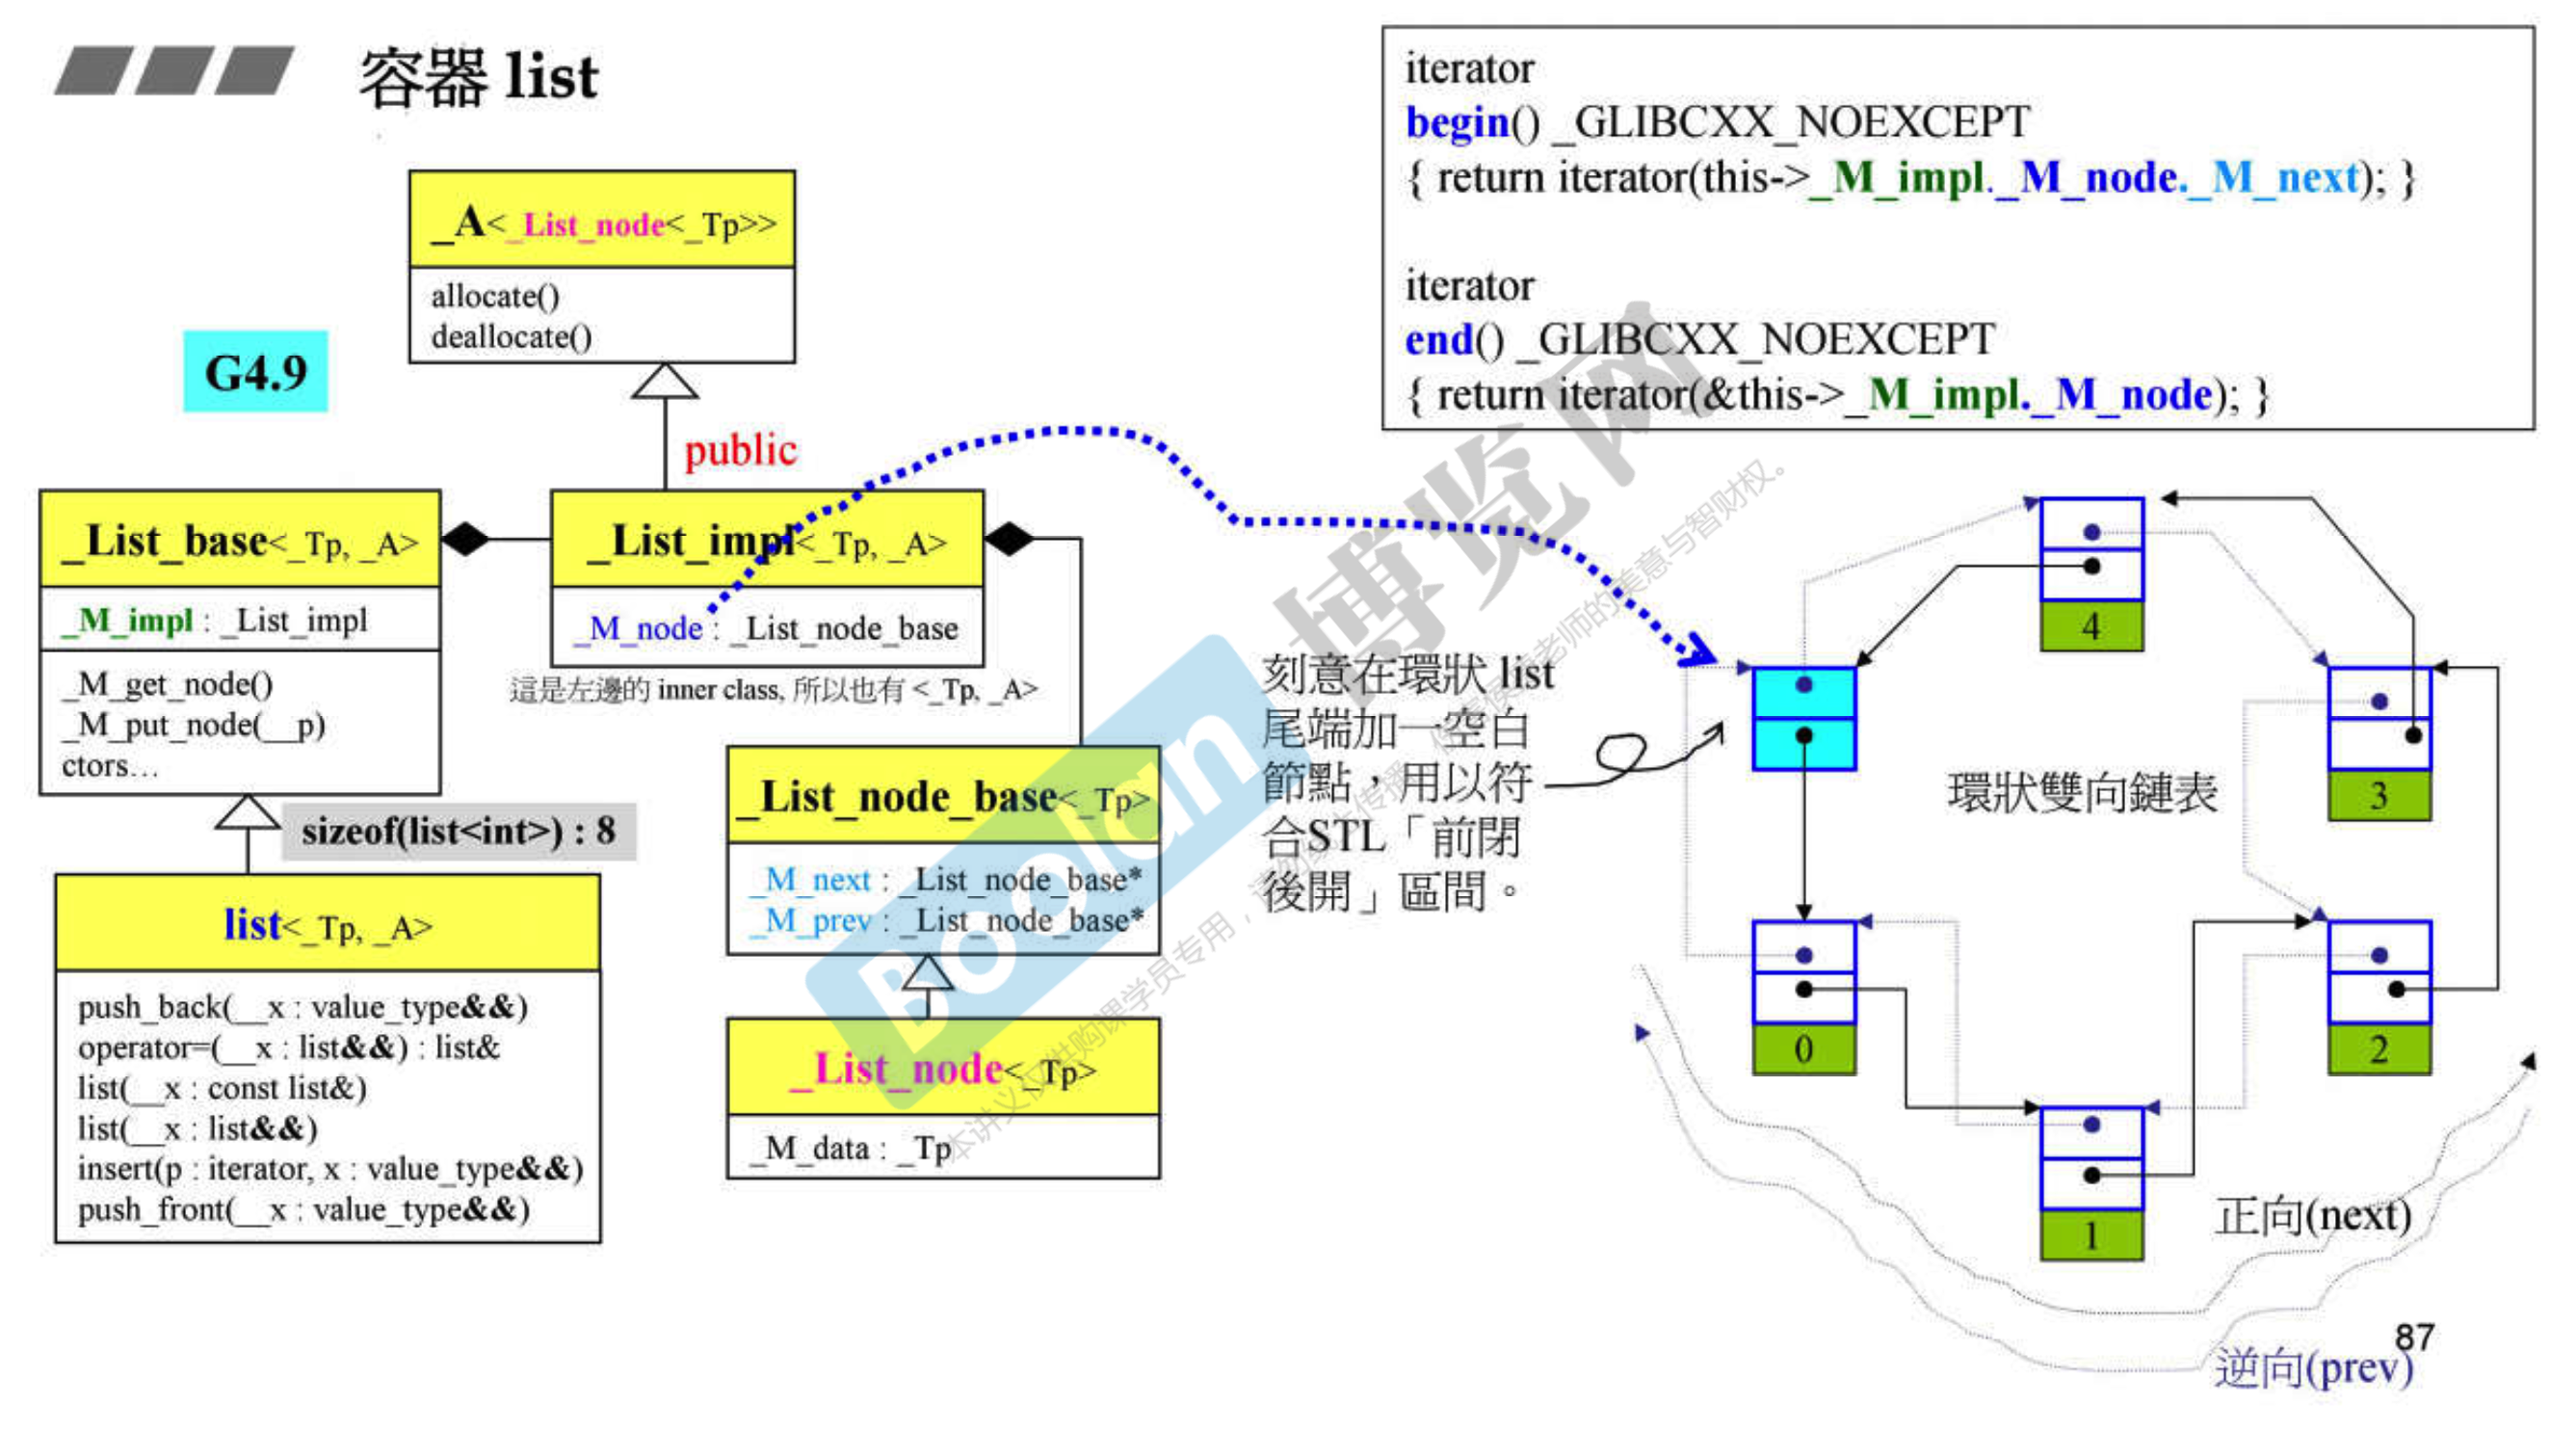 容器 list
iterator
begin() _GLIBCXX_NOEXCEPT
{ return iterator(this->_M_impl._M_node._M_next); }
iterator
end() _GLIBCXX_NOEXCEPT
{ return iterator(&this->_M_impl._M_node); }
_A<_List_node<_Tp>>
allocate()
deallocate()
G4.9
public
_List_base<_Tp, _A>
_M_impl : _List_impl
_M_get_node()
_M_put_node(__p)
ctors...
_List_impl<_Tp, _A>
_M_node : _List_node_base
這是左邊的 inner class, 所以也有 <_Tp, _A>
sizeof(list<int>) : 8
list<_Tp, _A>
push_back(__x : value_type&&)
operator=(__x : list&&) : list&
list(__x : const list&)
list(__x : list&&)
insert(p : iterator, x : value_type&&)
push_front(__x : value_type&&)
_List_node_base<_Tp>
_M_next : _List_node_base*
_M_prev : _List_node_base*
_List_node<_Tp>
_M_data : _Tp
刻意在環狀 list
尾端加一空白
節點，用以符
合STL「前閉
後開」區間。
環狀雙向鏈表
4
3
0
2
1
正向(next)
逆向(prev)
87
Boolan
博览网